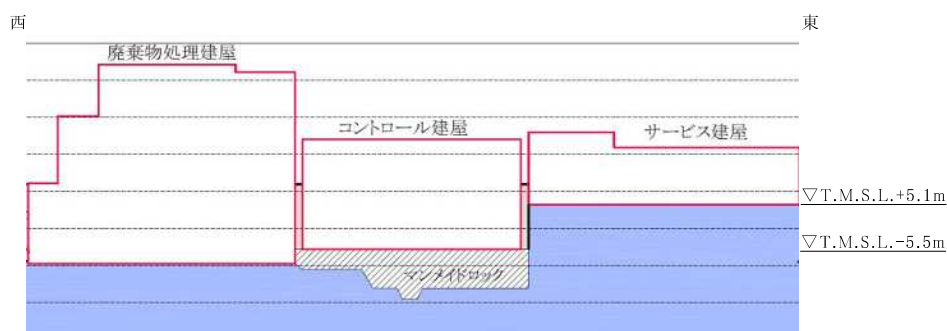 西
東
廃棄物処理建屋
コントロール建屋
サービス建屋
▽T.M.S.L.+5.1m
▽T.M.S.L.-5.5m
マンメイドロック